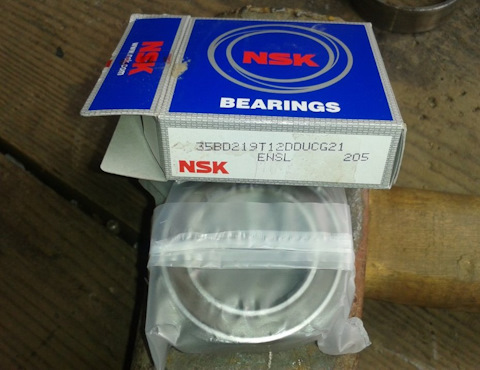 NSK
www.nsk.com
NSK
BEARINGS
35BD219T12DDUCG21
ENSL 205
NSK